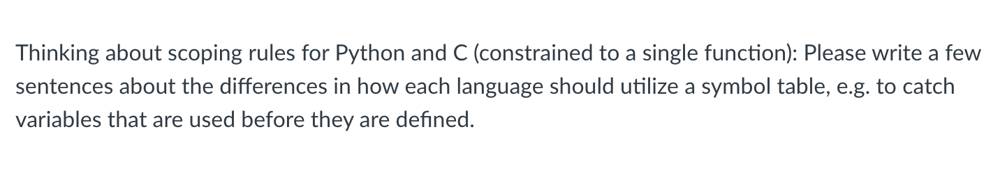 Thinking about scoping rules for Python and C (constrained to a single function): Please write a few
sentences about the differences in how each language should utilize a symbol table, e.g. to catch
variables that are used before they are defined.